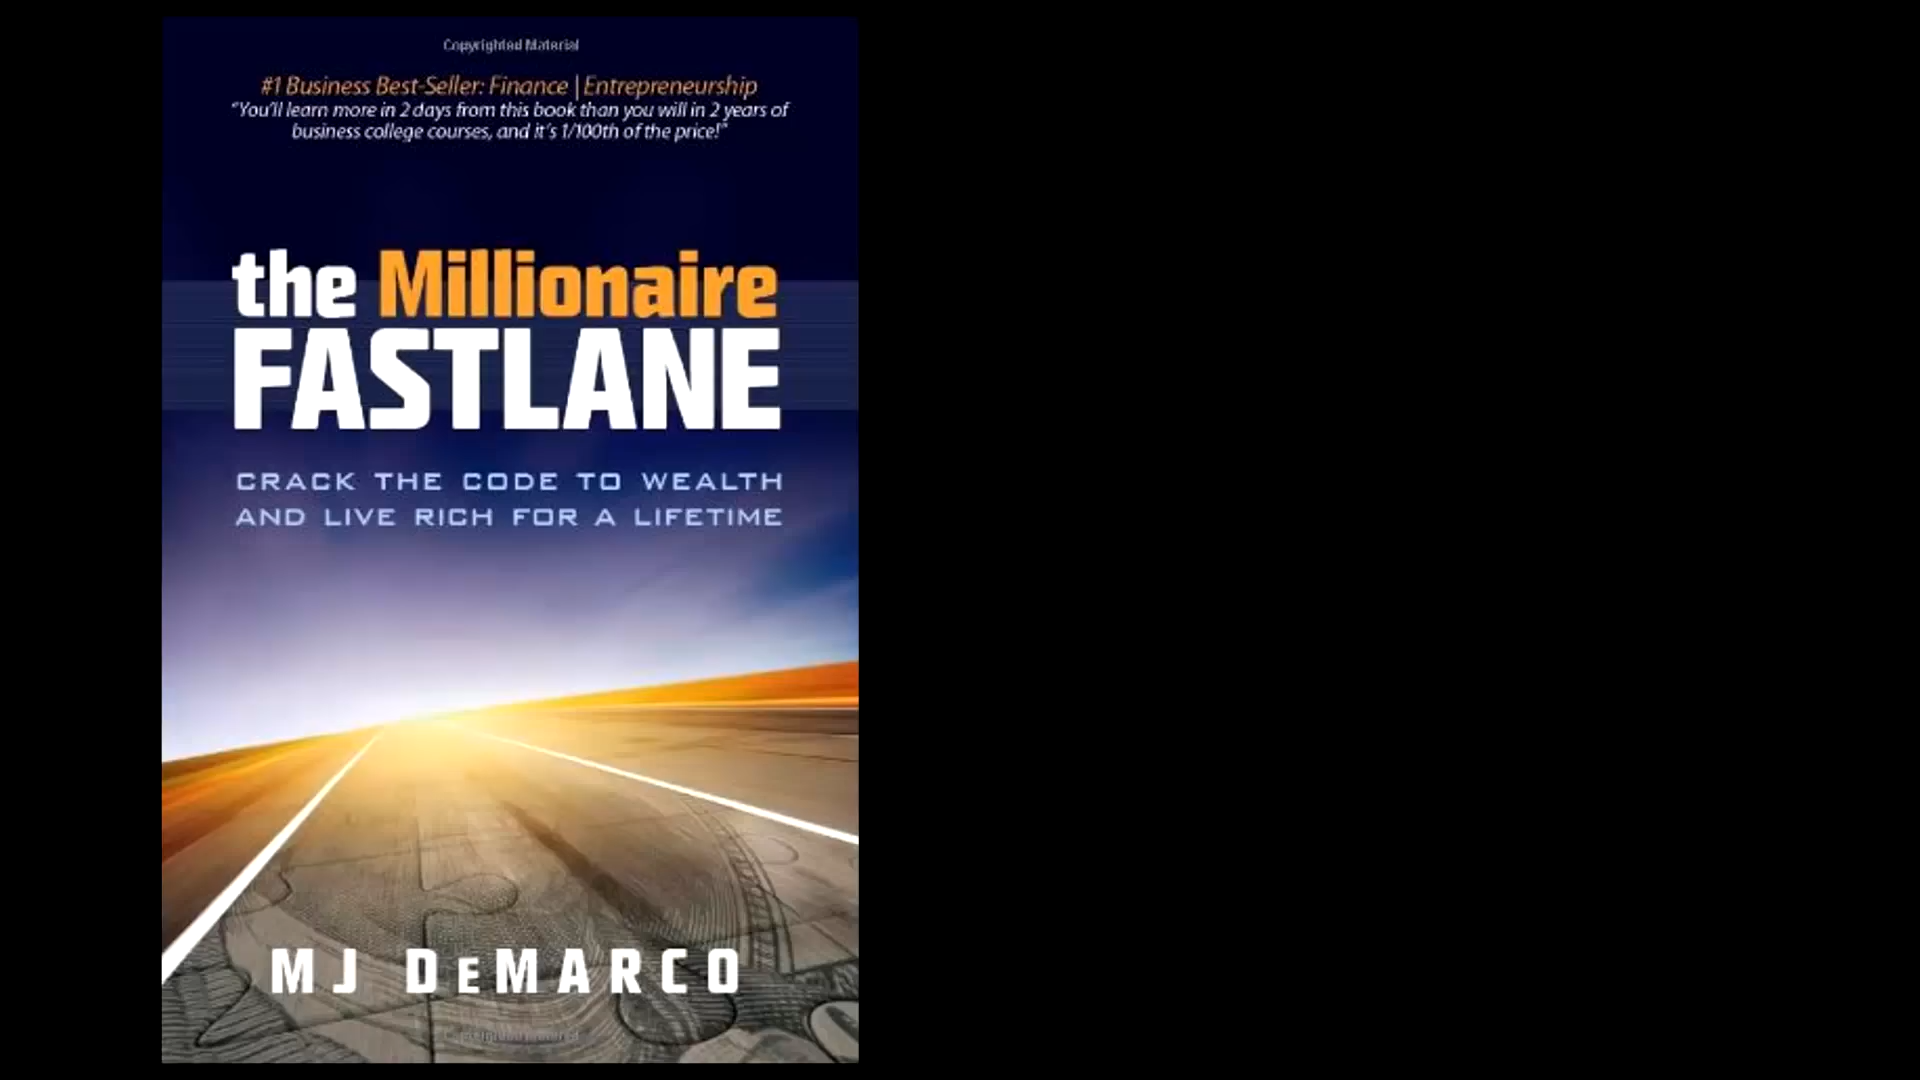 Copyrighted Material
#1 Business Best-Seller: Finance | Entrepreneurship
"You'll learn more in 2 days from this book than you will in 2 years of
business college courses, and it's 1/100th of the price!"
the Millionaire
FASTLANE
CRACK THE CODE TO WEALTH
AND LIVE RICH FOR A LIFETIME
MJ DeMARCO
Copyrighted Material